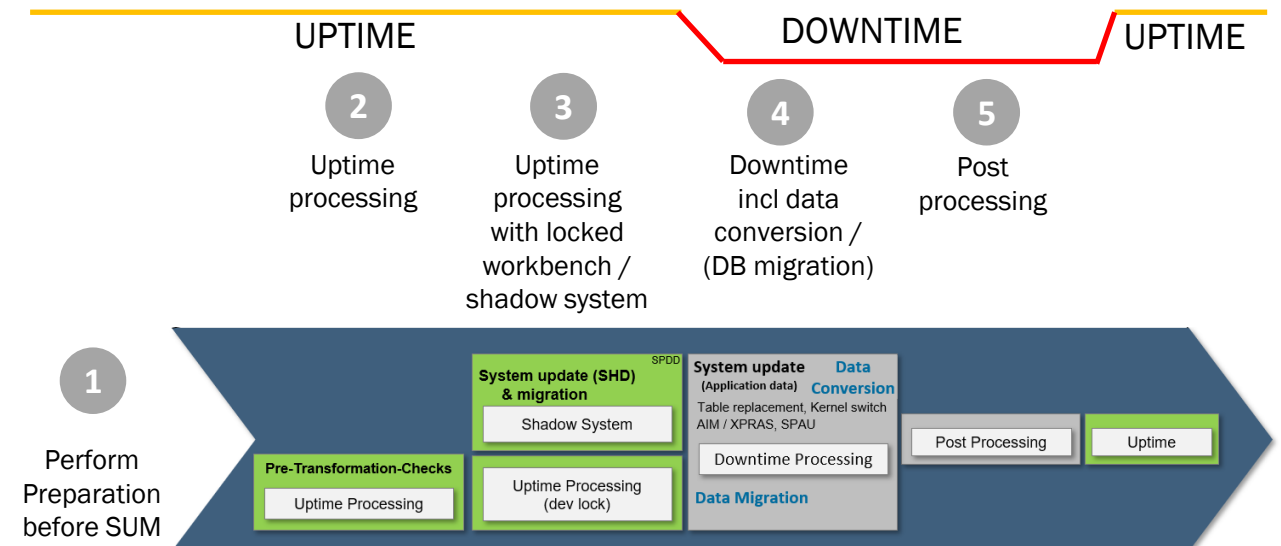 UPTIME
DOWNTIME
UPTIME
2
Uptime
processing
3
Uptime
processing
with locked
workbench /
shadow system
4
Downtime
incl data
conversion /
(DB migration)
5
Post
processing
1
Perform
Preparation
before SUM
Pre-Transformation-Checks
Uptime Processing
SPDD
System update (SHD)
& migration
Shadow System
Uptime Processing
(dev lock)
System update
(Application data)
Data
Conversion
Table replacement, Kernel switch
AIM / XPRAS, SPAU
Downtime Processing
Data Migration
Post Processing
Uptime